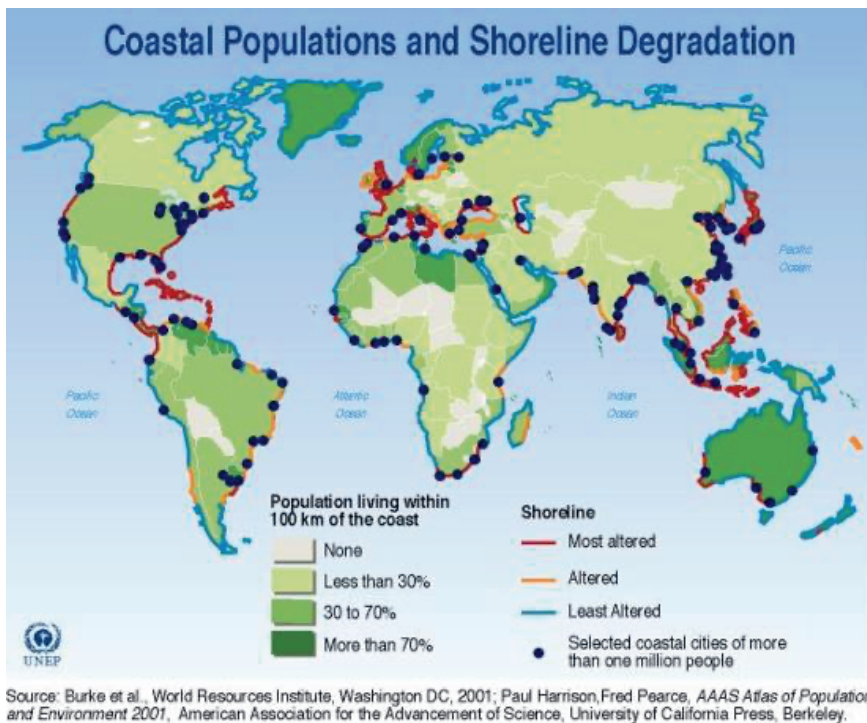 Coastal Populations and Shoreline Degradation
Pacific
Ocean
Pacific
Ocean
Atlantic
Ocean
Indian
Ocean
Population living within
100 km of the coast
None
Less than 30%
30 to 70%
More than 70%
Shoreline
Most altered
Altered
Least Altered
Selected coastal cities of more
than one million people
UNEP
Source: Burke et al., World Resources Institute, Washington DC, 2001; Paul Harrison,Fred Pearce, AAAS Atlas of Population
and Environment 2001, American Association for the Advancement of Science, University of California Press, Berkeley.